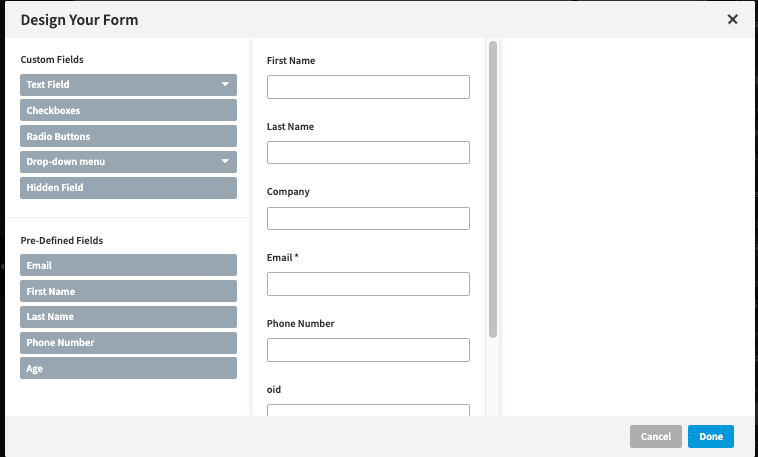 Design Your Form
Custom Fields
Text Field
Checkboxes
Radio Buttons
Drop-down menu
Hidden Field
Pre-Defined Fields
Email
First Name
Last Name
Phone Number
Age
First Name
Last Name
Company
Email *
Phone Number
oid
Cancel
Done